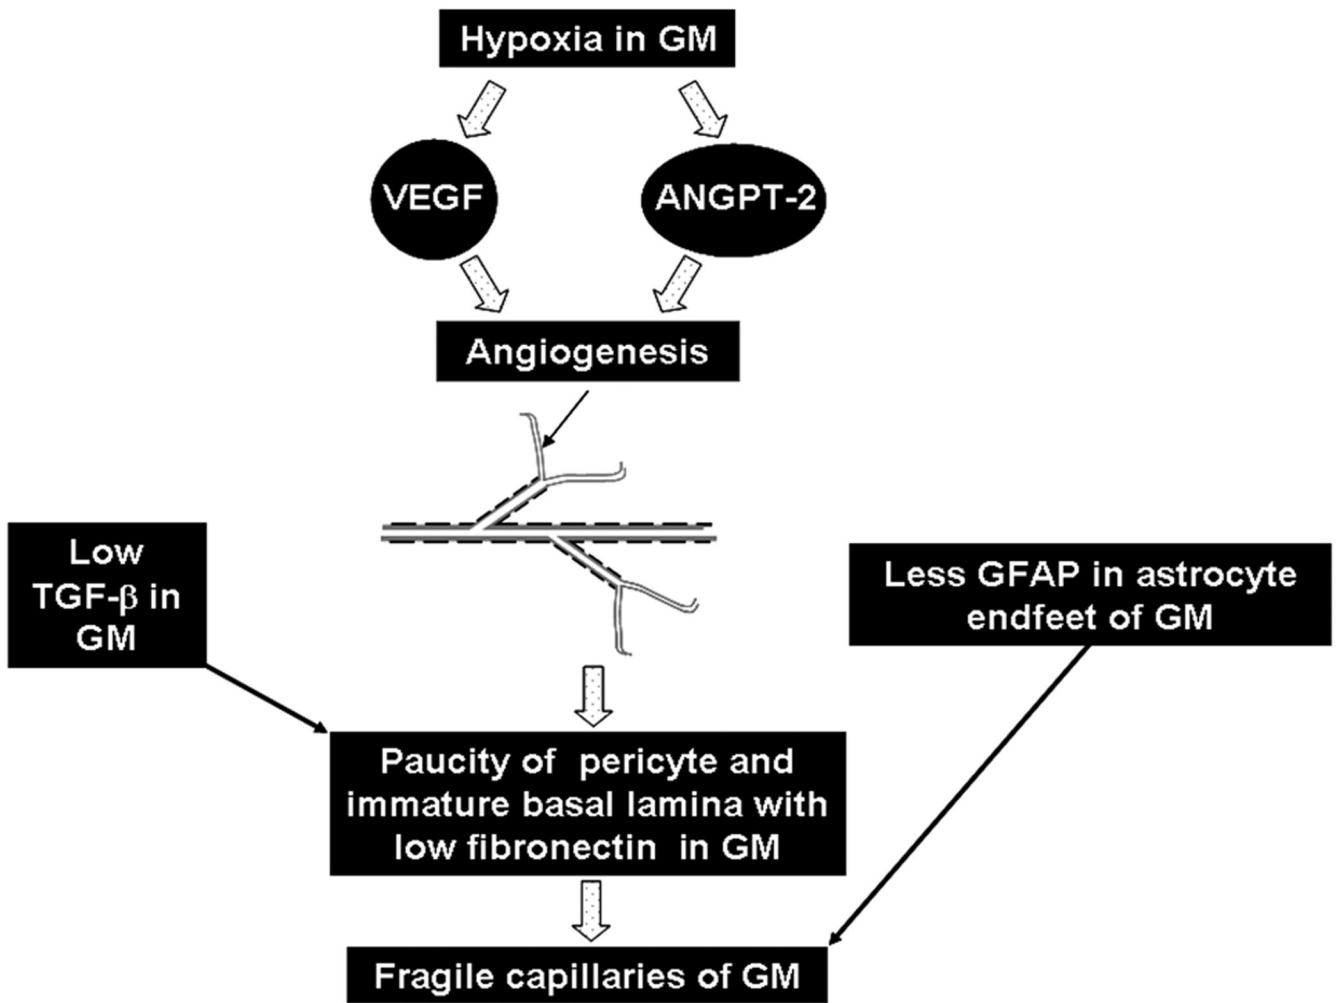 Hypoxia in GM
VEGF
ANGPT-2
Angiogenesis
Low
TGF-β in
GM
Less GFAP in astrocyte
endfeet of GM
Paucity of pericyte and
immature basal lamina with
low fibronectin in GM
Fragile capillaries of GM